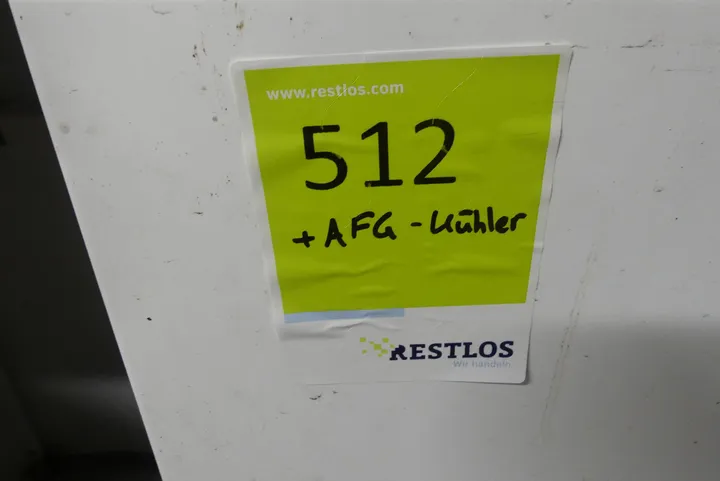 www.restlos.com
512
+ AFG - Kühler
RESTLOS
Wir handeln.